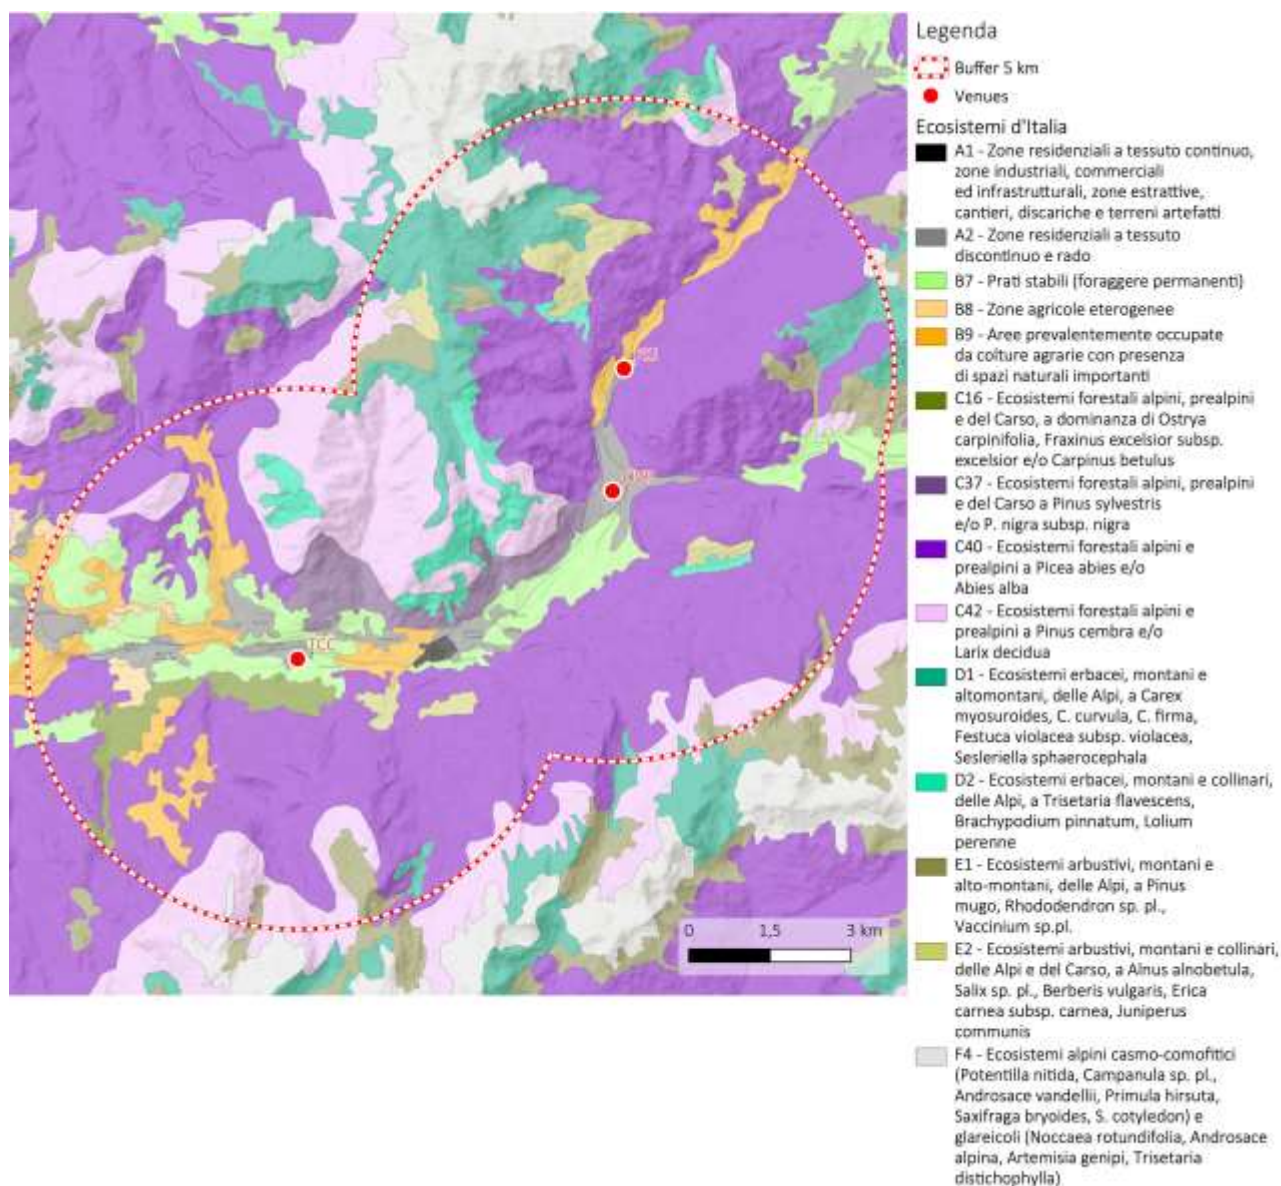 Legenda
Buffer 5 km
Venues
Ecosistemi d'Italia
A1 - Zone residenziali a tessuto continuo,
zone industriali, commerciali
ed infrastrutturali, zone estrattive,
cantieri, discariche e terreni artefatti
A2 - Zone residenziali a tessuto
discontinuo e rado
B7 - Prati stabili (foraggere permanenti)
B8 - Zone agricole eterogenee
B9 - Aree prevalentemente occupate
da colture agrarie con presenza
di spazi naturali importanti
C16 - Ecosistemi forestali alpini, prealpini
e del Carso, a dominanza di Ostrya
carpinifolia, Fraxinus excelsior subsp.
excelsior e/o Carpinus betulus
C37 - Ecosistemi forestali alpini, prealpini
e del Carso a Pinus sylvestris
e/o P. nigra subsp. nigra
C40 - Ecosistemi forestali alpini e
prealpini a Picea abies e/o
Abies alba
C42 - Ecosistemi forestali alpini e
prealpini a Pinus cembra e/o
Larix decidua
D1 - Ecosistemi erbacei, montani e
altomontani, delle Alpi, a Carex
myosuroides, C. curvula, C. firma,
Festuca violacea subsp. violacea,
Sesleriella sphaerocephala
D2 - Ecosistemi erbacei, montani e collinari,
delle Alpi, a Trisetaria flavescens,
Brachypodium pinnatum, Lolium
perenne
E1 - Ecosistemi arbustivi, montani e
alto-montani, delle Alpi, a Pinus
mugo, Rhododendron sp. pl.,
Vaccinium sp.pl.
E2 - Ecosistemi arbustivi, montani e collinari,
delle Alpi e del Carso, a Alnus alnobetula,
Salix sp. pl., Berberis vulgaris, Erica
carnea subsp. carnea, Juniperus
communis
F4 - Ecosistemi alpini casmo-comofitici
(Potentilla nitida, Campanula sp. pl.,
Androsace vandellii, Primula hirsuta,
Saxifraga bryoides, S. cotyledon) e
glareicoli (Noccaea rotundifolia, Androsace
alpina, Artemisia genipi, Trisetaria
distichophylla)
TCC
0 1,5 3 km